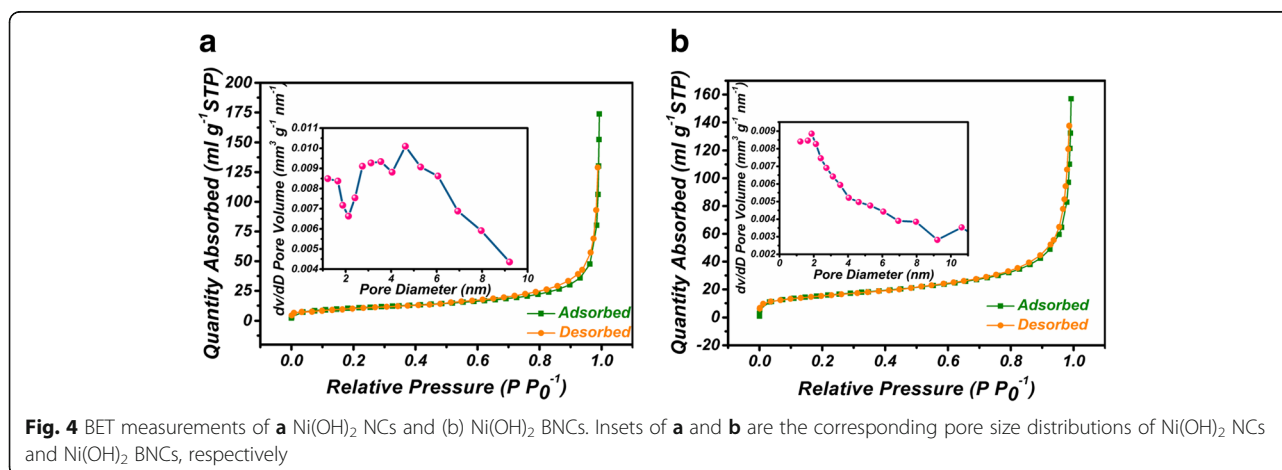 a
200
175
150
125
100
75
50
25
0
Quantity Absorbed (ml g⁻¹STP)
0.0 0.2 0.4 0.6 0.8 1.0
Relative Pressure (P P₀⁻¹)
Adsorbed
Desorbed
0.011
0.010
0.009
0.008
0.007
0.006
0.005
0.004
dv/dD Pore Volume (mm³ g⁻¹ nm⁻¹)
2 4 6 8 10
Pore Diameter (nm)
b
160
140
120
100
80
60
40
20
0
-20
Quantity Absorbed (ml g⁻¹STP)
0.0 0.2 0.4 0.6 0.8 1.0
Relative Pressure (P P₀⁻¹)
Adsorbed
Desorbed
0.009
0.008
0.007
0.006
0.005
0.004
0.003
0.002
dv/dD Pore Volume (mm³ g⁻¹ nm⁻¹)
0 2 4 6 8 10
Pore Diameter (nm)
Fig. 4 BET measurements of a Ni(OH)₂ NCs and (b) Ni(OH)₂ BNCs. Insets of a and b are the corresponding pore size distributions of Ni(OH)₂ NCs
and Ni(OH)₂ BNCs, respectively